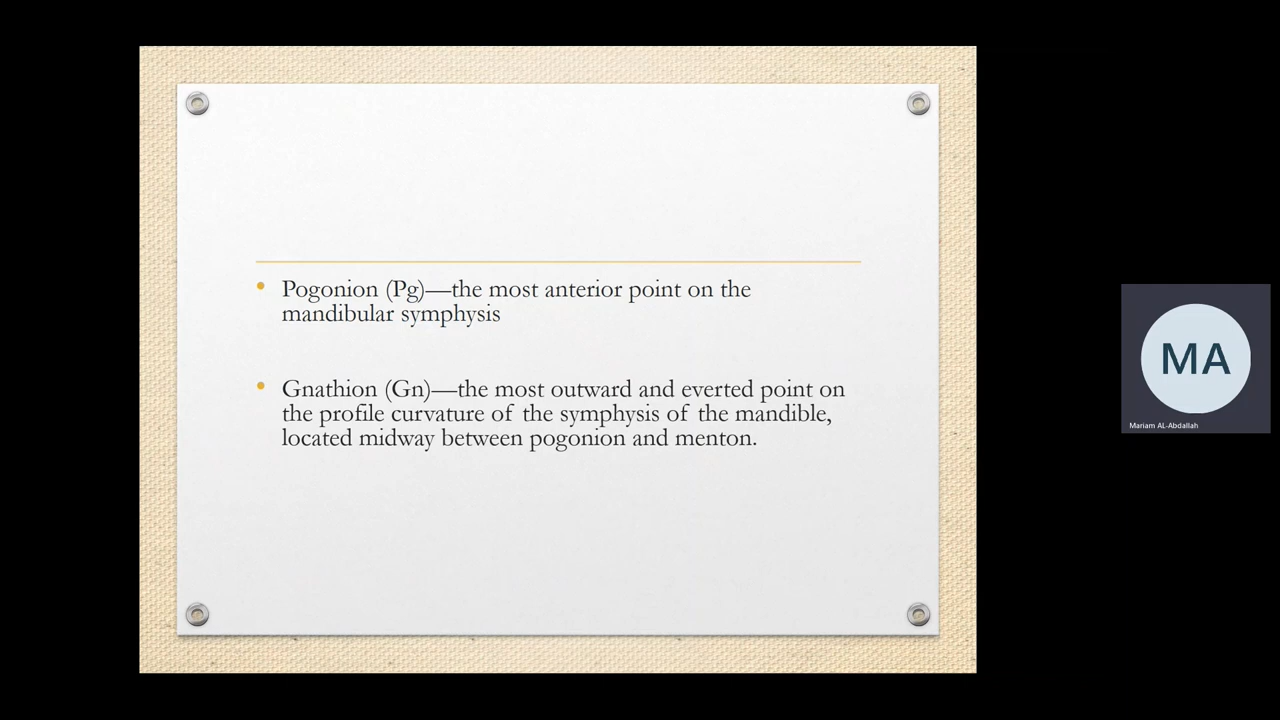 Pogonion (Pg)—the most anterior point on the
mandibular symphysis
Gnathion (Gn)—the most outward and everted point on
the profile curvature of the symphysis of the mandible,
located midway between pogonion and menton.
MA
Mariam AL-Abdallah